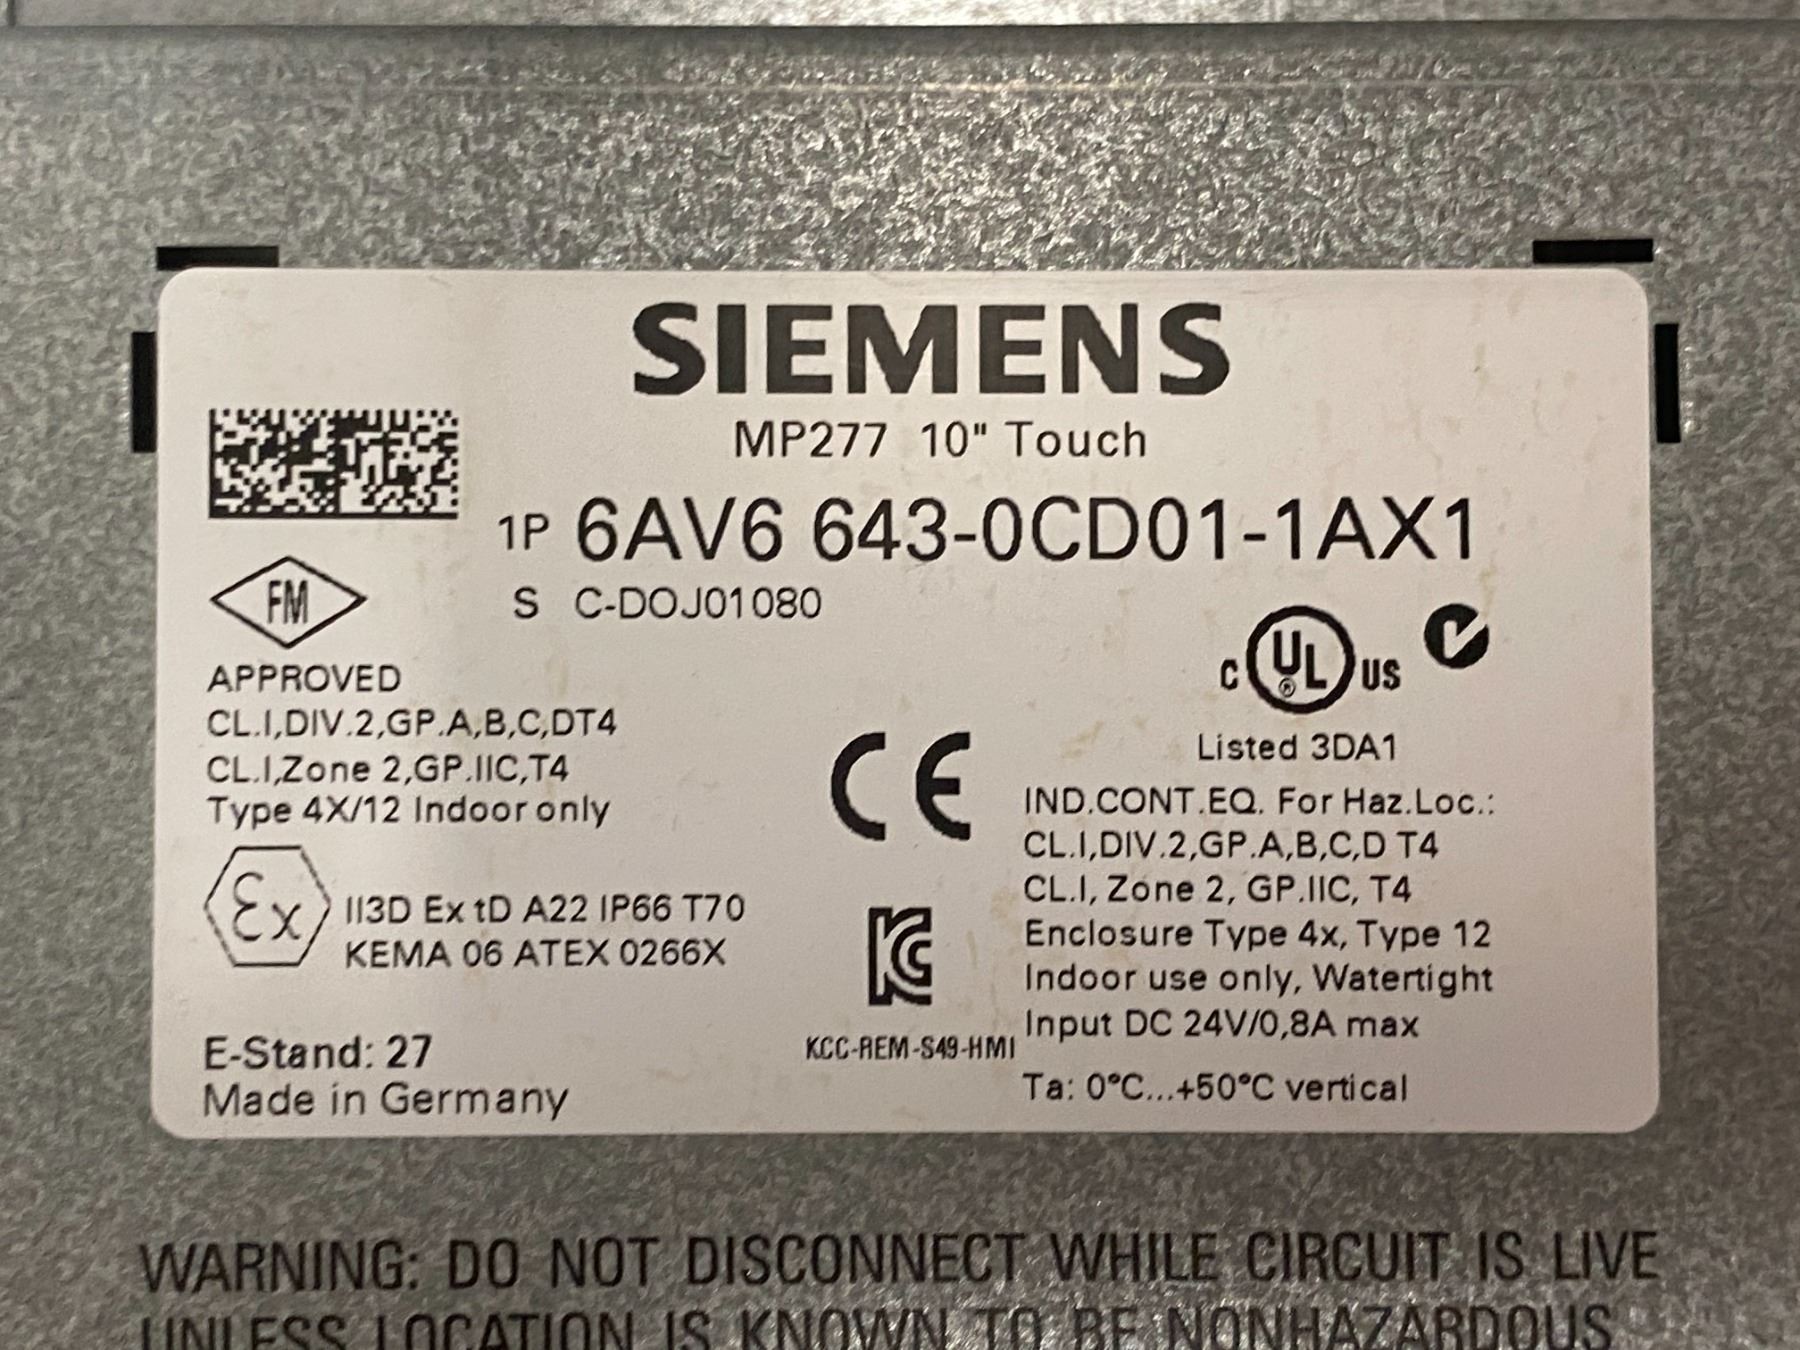 SIEMENS
MP277 10" Touch
1P 6AV6 643-0CD01-1AX1
S C-DOJ01080
FM
APPROVED
CL.I,DIV.2,GP.A,B,C,DT4
CL.I,Zone 2,GP.IIC,T4
Type 4X/12 Indoor only
Ex II3D Ex tD A22 IP66 T70
KEMA 06 ATEX 0266X
E-Stand: 27
Made in Germany
CE
KC
KCC-REM-S49-HMI
C UL® US
Listed 3DA1
IND.CONT.EQ. For Haz.Loc.:
CL.I,DIV.2,GP.A,B,C,D T4
CL.I, Zone 2, GP.IIC, T4
Enclosure Type 4x, Type 12
Indoor use only, Watertight
Input DC 24V/0,8A max
Ta: 0°C...+50°C vertical
WARNING: DO NOT DISCONNECT WHILE CIRCUIT IS LIVE
UNLESS LOCATION IS KNOWN TO BE NONHAZARDOUS